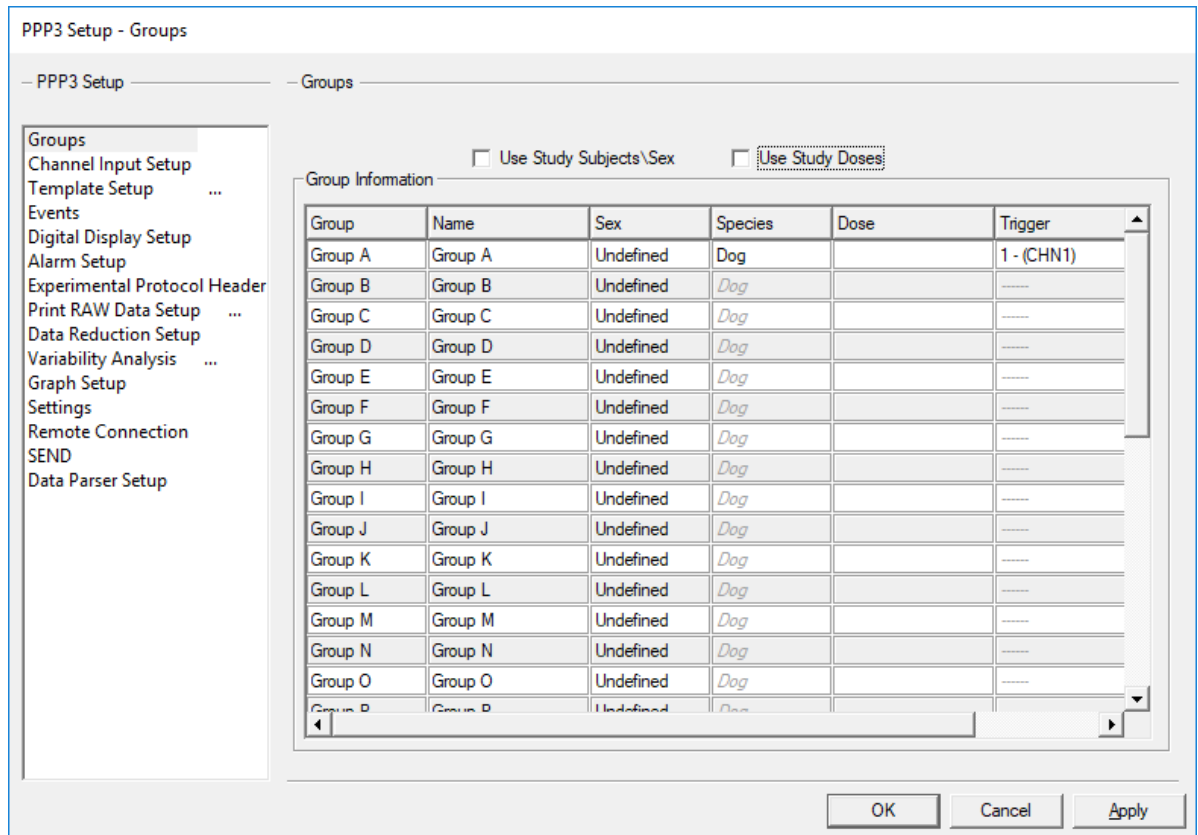 PPP3 Setup - Groups
PPP3 Setup
Groups
Channel Input Setup
Template Setup ...
Events
Digital Display Setup
Alarm Setup
Experimental Protocol Header
Print RAW Data Setup ...
Data Reduction Setup
Variability Analysis ...
Graph Setup
Settings
Remote Connection
SEND
Data Parser Setup
Groups
Use Study Subjects\Sex Use Study Doses
Group Information
Group Name Sex Species Dose Trigger
Group A Group A Undefined Dog 1 - (CHN1)
Group B Group B Undefined Dog ------
Group C Group C Undefined Dog ------
Group D Group D Undefined Dog ------
Group E Group E Undefined Dog ------
Group F Group F Undefined Dog ------
Group G Group G Undefined Dog ------
Group H Group H Undefined Dog ------
Group I Group I Undefined Dog ------
Group J Group J Undefined Dog ------
Group K Group K Undefined Dog ------
Group L Group L Undefined Dog ------
Group M Group M Undefined Dog ------
Group N Group N Undefined Dog ------
Group O Group O Undefined Dog ------
OK Cancel Apply